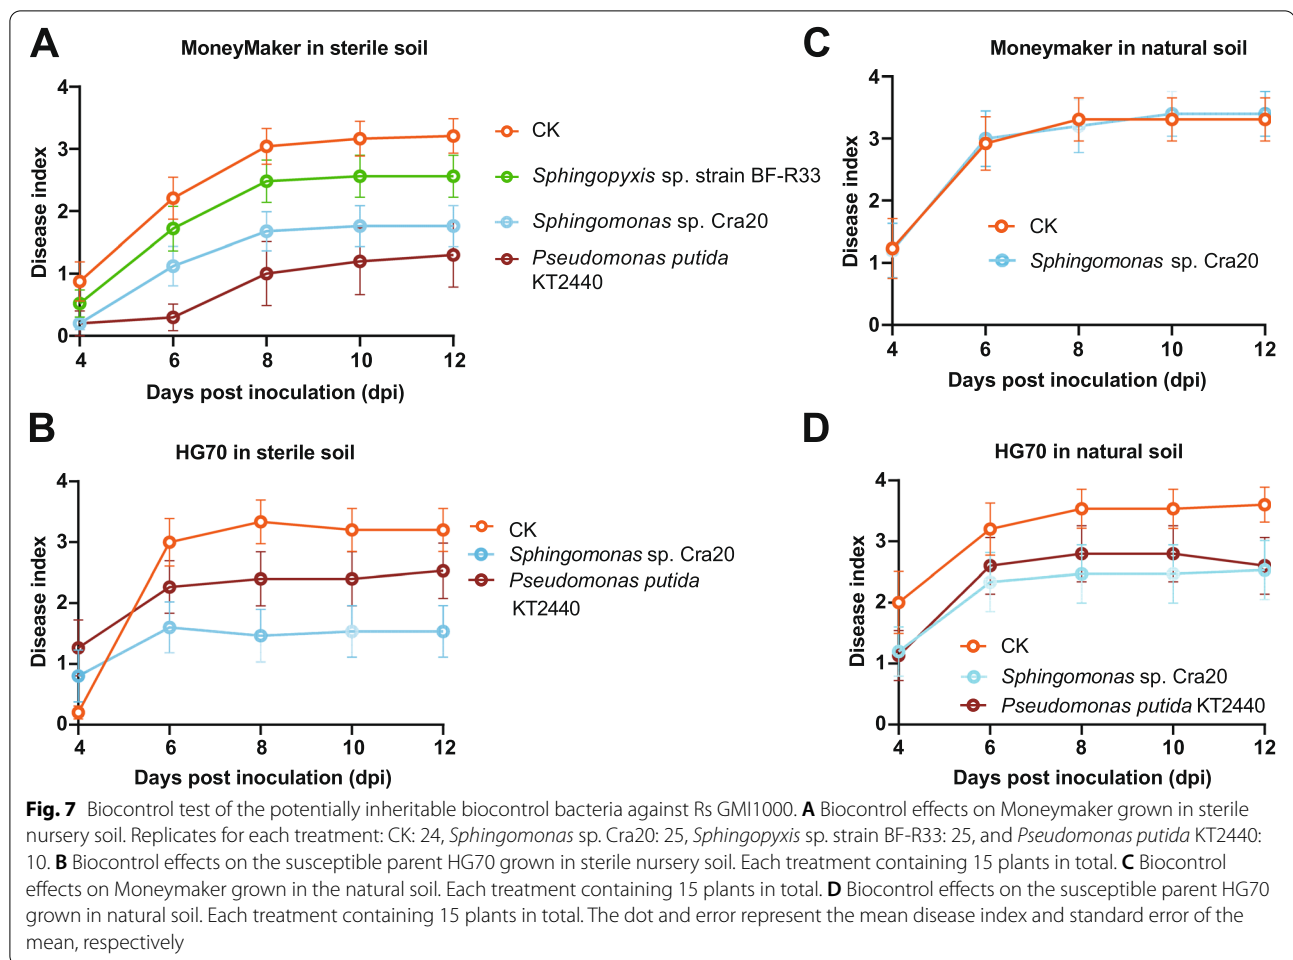 A
MoneyMaker in sterile soil
4
3
2
1
0
Disease index
4 6 8 10 12
Days post inoculation (dpi)
CK
Sphingopyxis sp. strain BF-R33
Sphingomonas sp. Cra20
Pseudomonas putida
KT2440
C
Moneymaker in natural soil
4
3
2
1
0
Disease index
CK
Sphingomonas sp. Cra20
4 6 8 10 12
Days post inoculation (dpi)
B
HG70 in sterile soil
4
3
2
1
0
Disease index
4 6 8 10 12
Days post inoculation (dpi)
CK
Sphingomonas sp. Cra20
Pseudomonas putida
KT2440
D
HG70 in natural soil
4
3
2
1
0
Disease index
CK
Sphingomonas sp. Cra20
Pseudomonas putida KT2440
4 6 8 10 12
Days post inoculation (dpi)
Fig. 7 Biocontrol test of the potentially inheritable biocontrol bacteria against Rs GMI1000. A Biocontrol effects on Moneymaker grown in sterile
nursery soil. Replicates for each treatment: CK: 24, Sphingomonas sp. Cra20: 25, Sphingopyxis sp. strain BF-R33: 25, and Pseudomonas putida KT2440:
10. B Biocontrol effects on the susceptible parent HG70 grown in sterile nursery soil. Each treatment containing 15 plants in total. C Biocontrol
effects on Moneymaker grown in the natural soil. Each treatment containing 15 plants in total. D Biocontrol effects on the susceptible parent HG70
grown in natural soil. Each treatment containing 15 plants in total. The dot and error represent the mean disease index and standard error of the
mean, respectively